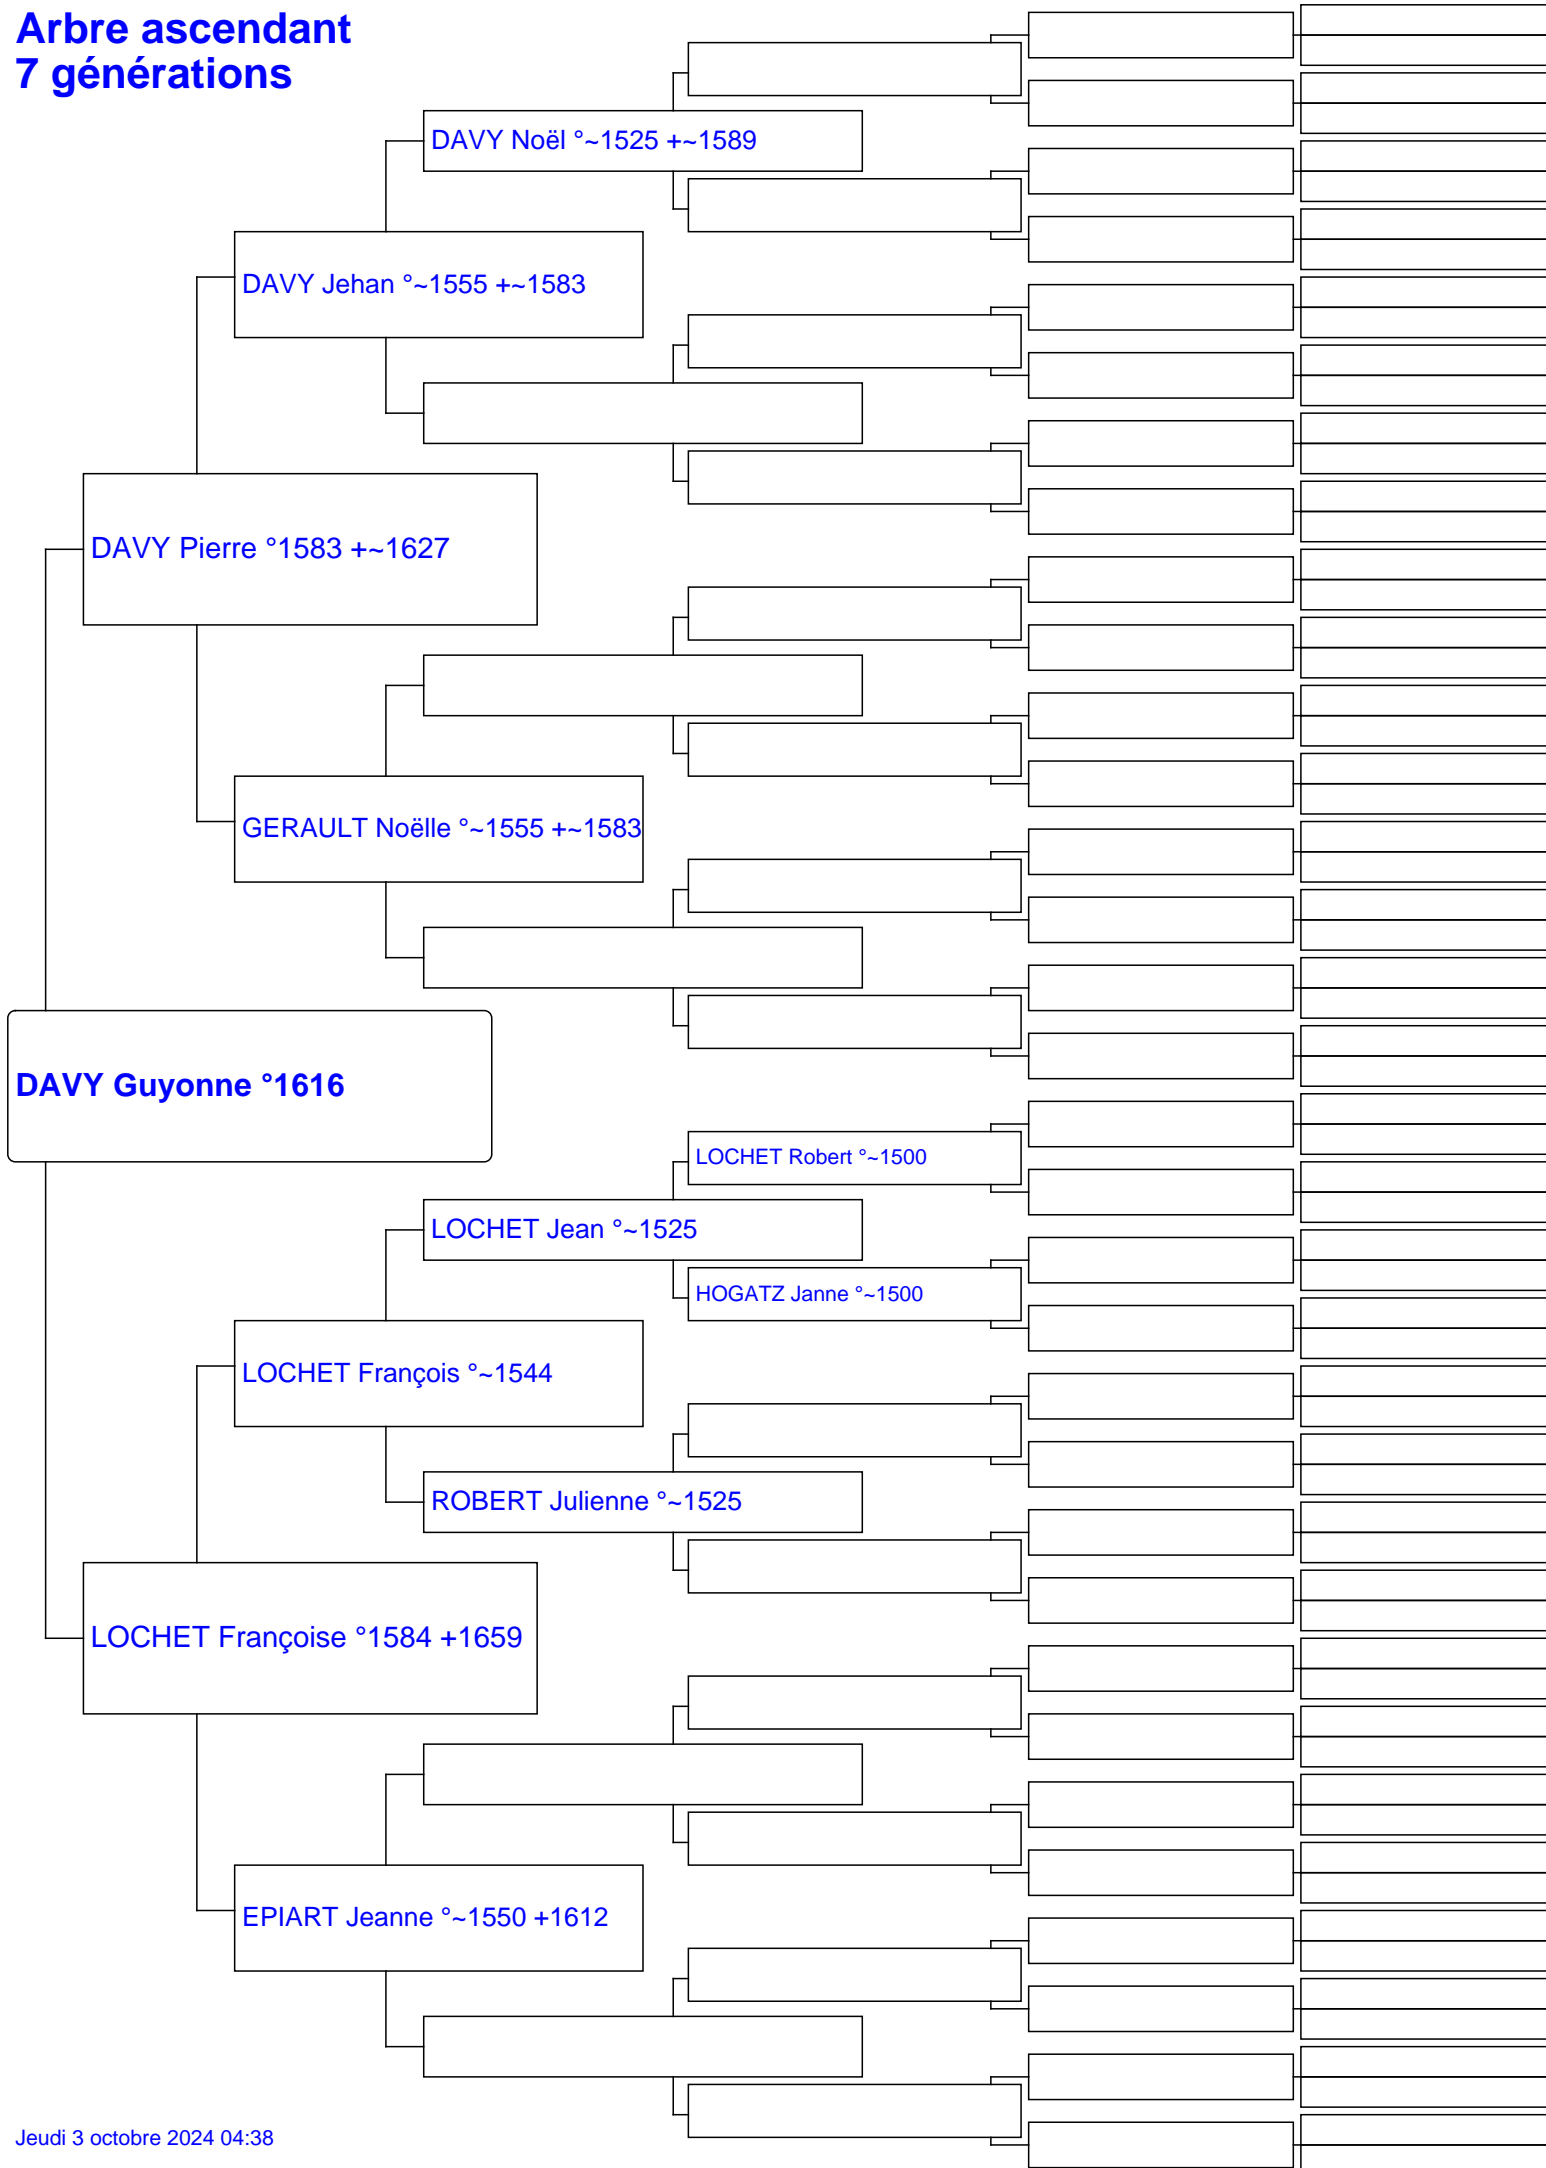 Arbre ascendant
7 générations
DAVY Noël °~1525 +~1589
DAVY Jehan °~1555 +~1583
DAVY Pierre °1583 +~1627
GERAULT Noëlle °~1555 +~1583
DAVY Guyonne °1616
LOCHET Robert °~1500
LOCHET Jean °~1525
HOGATZ Janne °~1500
LOCHET François °~1544
ROBERT Julienne °~1525
LOCHET Françoise °1584 +1659
EPIART Jeanne °~1550 +1612
Jeudi 3 octobre 2024 04:38